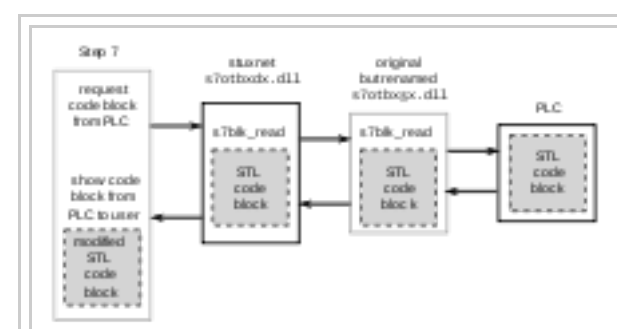 Step 7
request
code block
from PLC
show code
block from
PLC to user
modified
STL
code
block
stuxnet
s7otbxdx.dll
s7blk_read
STL
code
block
original
but renamed
s7otbxsx.dll
s7blk_read
STL
code
block
PLC
STL
code
block